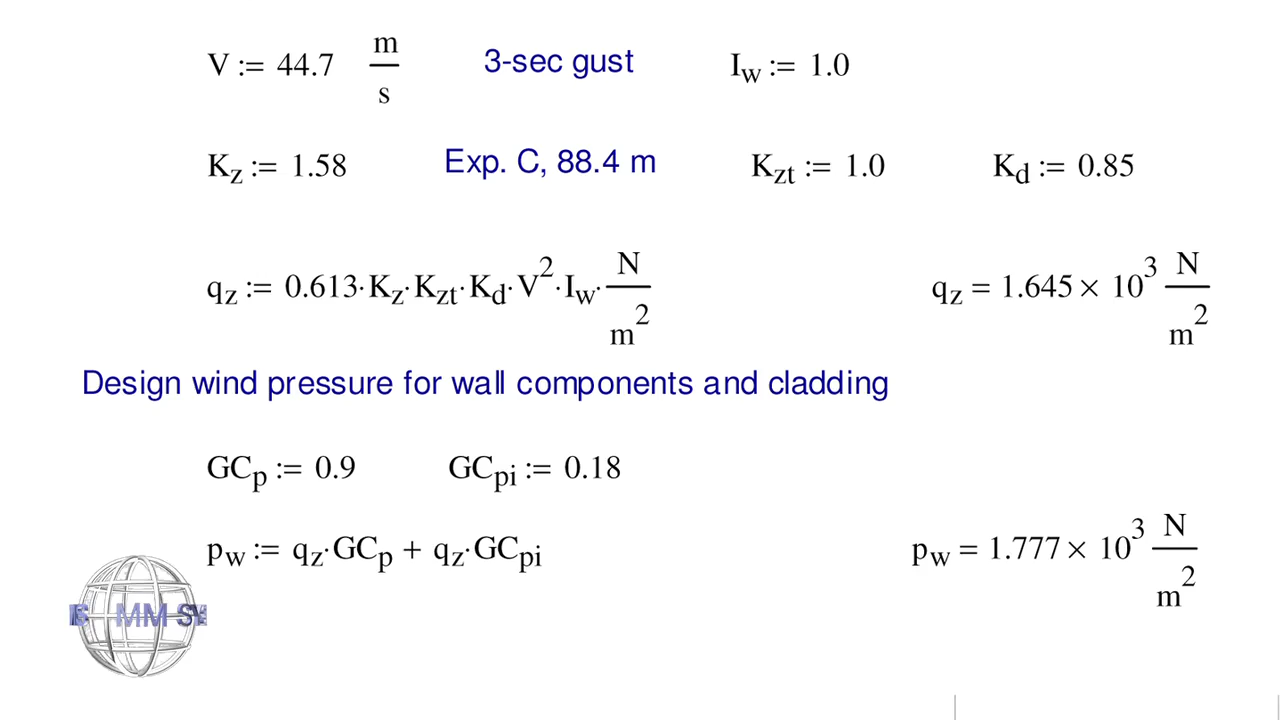 V := 44.7 m/s 3-sec gust I_w := 1.0
K_z := 1.58 Exp. C, 88.4 m K_zt := 1.0 K_d := 0.85
q_z := 0.613·K_z·K_zt·K_d·V^2·I_w· N/m^2 q_z = 1.645 × 10^3 N/m^2
Design wind pressure for wall components and cladding
GC_p := 0.9 GC_pi := 0.18
p_w := q_z·GC_p + q_z·GC_pi p_w = 1.777 × 10^3 N/m^2
MM